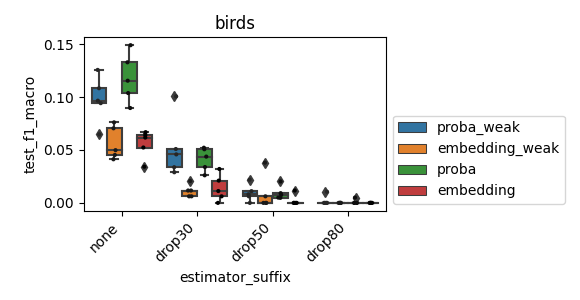 birds
0.15
0.10
0.05
0.00
test_f1_macro
none
drop30
drop50
drop80
estimator_suffix
proba_weak
embedding_weak
proba
embedding